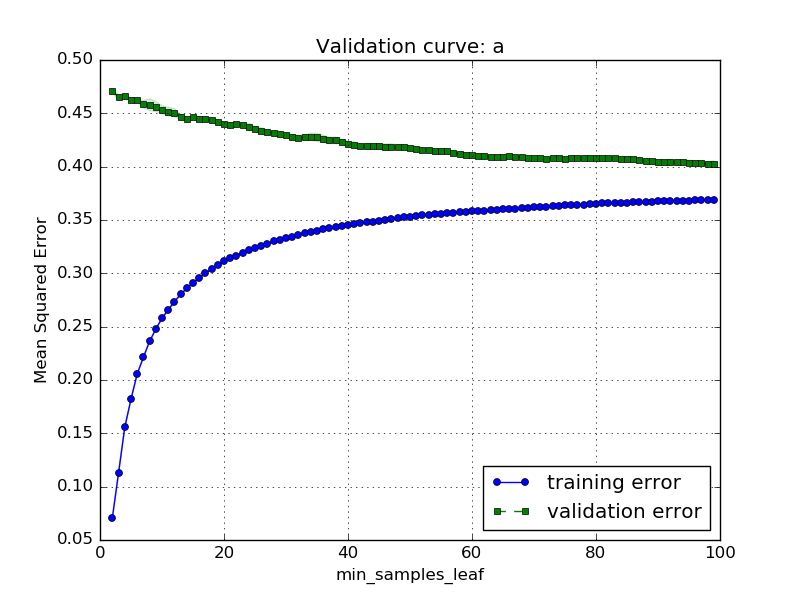 Validation curve: a
Mean Squared Error
0.50
0.45
0.40
0.35
0.30
0.25
0.20
0.15
0.10
0.05
0 20 40 60 80 100
min_samples_leaf
training error
validation error